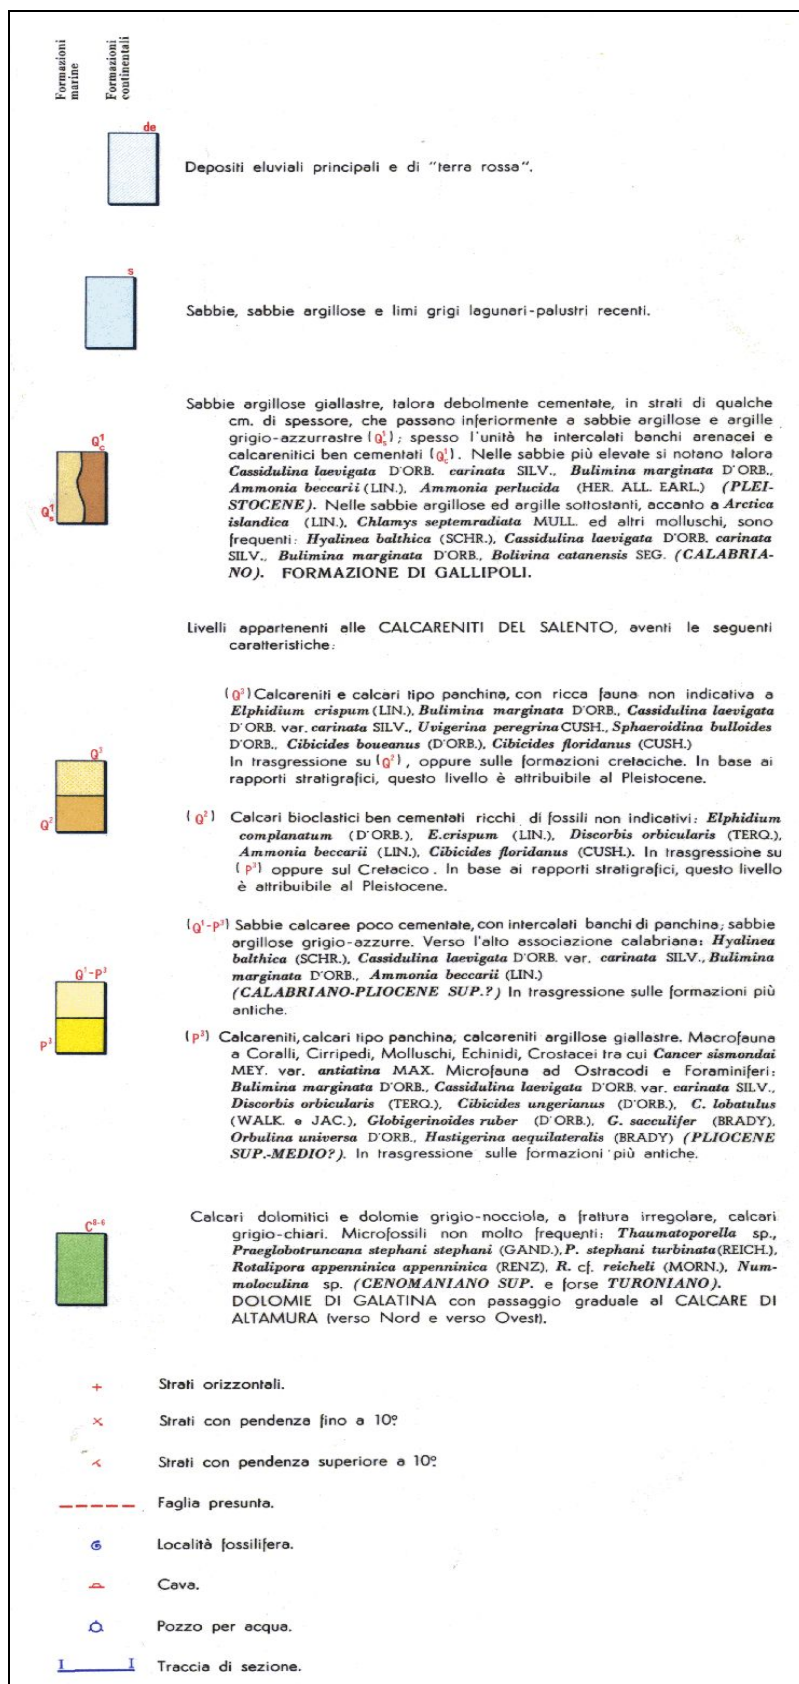 Formazioni marine
Formazioni continentali
de
Depositi eluviali principali e di "terra rossa".
s
Sabbie, sabbie argillose e limi grigi lagunari-palustri recenti.
Sabbie argillose giallastre, talora debolmente cementate, in strati di qualche
cm. di spessore, che passano inferiormente a sabbie argillose e argille
grigio-azzurrastre (Q¹s); spesso l'unità ha intercalati banchi arenacei e
calcarenitici ben cementati (Q¹c). Nelle sabbie più elevate si notano talora
Cassidulina laevigata D'ORB. carinata SILV., Bulimina marginata D'ORB.,
Ammonia beccarii (LIN.), Ammonia perlucida (HER. ALL. EARL.) (PLEI-
STOCENE). Nelle sabbie argillose ed argille sottostanti, accanto a Arctica
islandica (LIN.), Chlamys septemradiata MULL. ed altri molluschi, sono
frequenti: Hyalinea balthica (SCHR.), Cassidulina laevigata D'ORB. carinata
SILV., Bulimina marginata D'ORB., Bolivina catanensis SEG. (CALABRIA-
NO). FORMAZIONE DI GALLIPOLI.
Q¹c
Q¹s
Livelli appartenenti alle CALCARENITI DEL SALENTO, aventi le seguenti
caratteristiche:
(Q³) Calcareniti e calcari tipo panchina, con ricca fauna non indicativa a
Elphidium crispum (LIN.), Bulimina marginata D'ORB., Cassidulina laevigata
D'ORB. var. carinata SILV., Uvigerina peregrina CUSH., Sphaeroidina bulloides
D'ORB., Cibicides boueanus (D'ORB.), Cibicides floridanus (CUSH.)
In trasgressione su (Q²), oppure sulle formazioni cretaciche. In base ai
rapporti stratigrafici, questo livello è attribuibile al Pleistocene.
Q³
Q²
(Q²) Calcari bioclastici ben cementati ricchi di fossili non indicativi: Elphidium
complanatum (D'ORB.), E.crispum (LIN.), Discorbis orbicularis (TERQ.),
Ammonia beccarii (LIN.), Cibicides floridanus (CUSH.). In trasgressione su
(P³) oppure sul Cretacico. In base ai rapporti stratigrafici, questo livello
è attribuibile al Pleistocene.
(Q¹-P³) Sabbie calcaree poco cementate, con intercalati banchi di panchina; sabbie
argillose grigio-azzurre. Verso l'alto associazione calabriana: Hyalinea
balthica (SCHR.), Cassidulina laevigata D'ORB. var. carinata SILV., Bulimina
marginata D'ORB., Ammonia beccarii (LIN.)
(CALABRIANO-PLIOCENE SUP.?) In trasgressione sulle formazioni più
antiche.
Q¹-P³
P³
(P³) Calcareniti, calcari tipo panchina; calcareniti argillose giallastre. Macrofauna
a Coralli, Cirripedi, Molluschi, Echinidi, Crostacei tra cui Cancer sismondai
MEY. var. antiatina MAX. Microfauna ad Ostracodi e Foraminiferi:
Bulimina marginata D'ORB., Cassidulina laevigata D'ORB. var. carinata SILV.,
Discorbis orbicularis (TERQ.), Cibicides ungerianus (D'ORB.), C. lobatulus
(WALK. e JAC.), Globigerinoides ruber (D'ORB.), G. sacculifer (BRADY),
Orbulina universa D'ORB., Hastigerina aequilateralis (BRADY) (PLIOCENE
SUP.-MEDIO?). In trasgressione sulle formazioni più antiche.
C⁸⁻⁶
Calcari dolomitici e dolomie grigio-nocciola, a frattura irregolare, calcari
grigio-chiari. Microfossili non molto frequenti: Thaumatoporella sp.,
Praeglobotruncana stephani stephani (GAND.), P. stephani turbinata (REICH.),
Rotalipora appenninica appenninica (RENZ), R. cf. reicheli (MORN.), Num-
moloculina sp. (CENOMANIANO SUP. e forse TURONIANO).
DOLOMIE DI GALATINA con passaggio graduale al CALCARE DI
ALTAMURA (verso Nord e verso Ovest).
Strati orizzontali.
Strati con pendenza fino a 10°
Strati con pendenza superiore a 10°
Faglia presunta.
Località fossilifera.
Cava.
Pozzo per acqua.
I I Traccia di sezione.